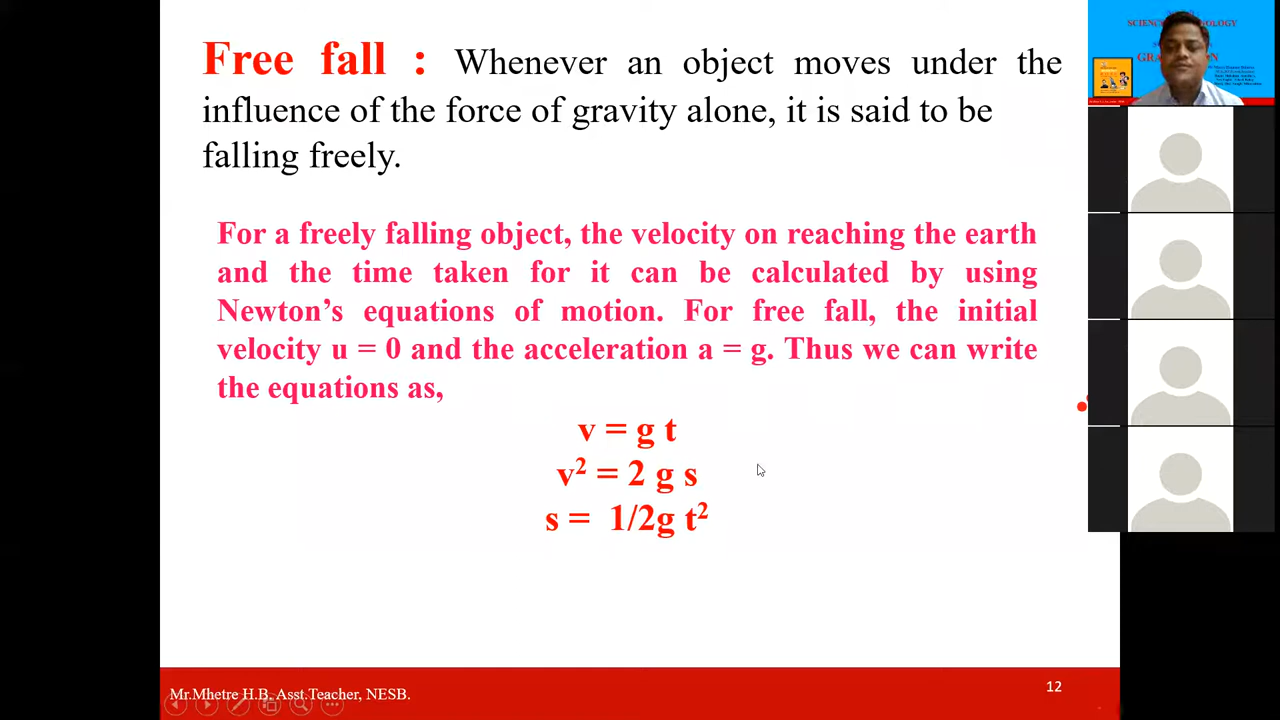 Free fall : Whenever an object moves under the
influence of the force of gravity alone, it is said to be
falling freely.
For a freely falling object, the velocity on reaching the earth
and the time taken for it can be calculated by using
Newton’s equations of motion. For free fall, the initial
velocity u = 0 and the acceleration a = g. Thus we can write
the equations as,
v = g t
v² = 2 g s
s = 1/2g t²
Mr.Mhetre H.B. Asst.Teacher, NESB.
12